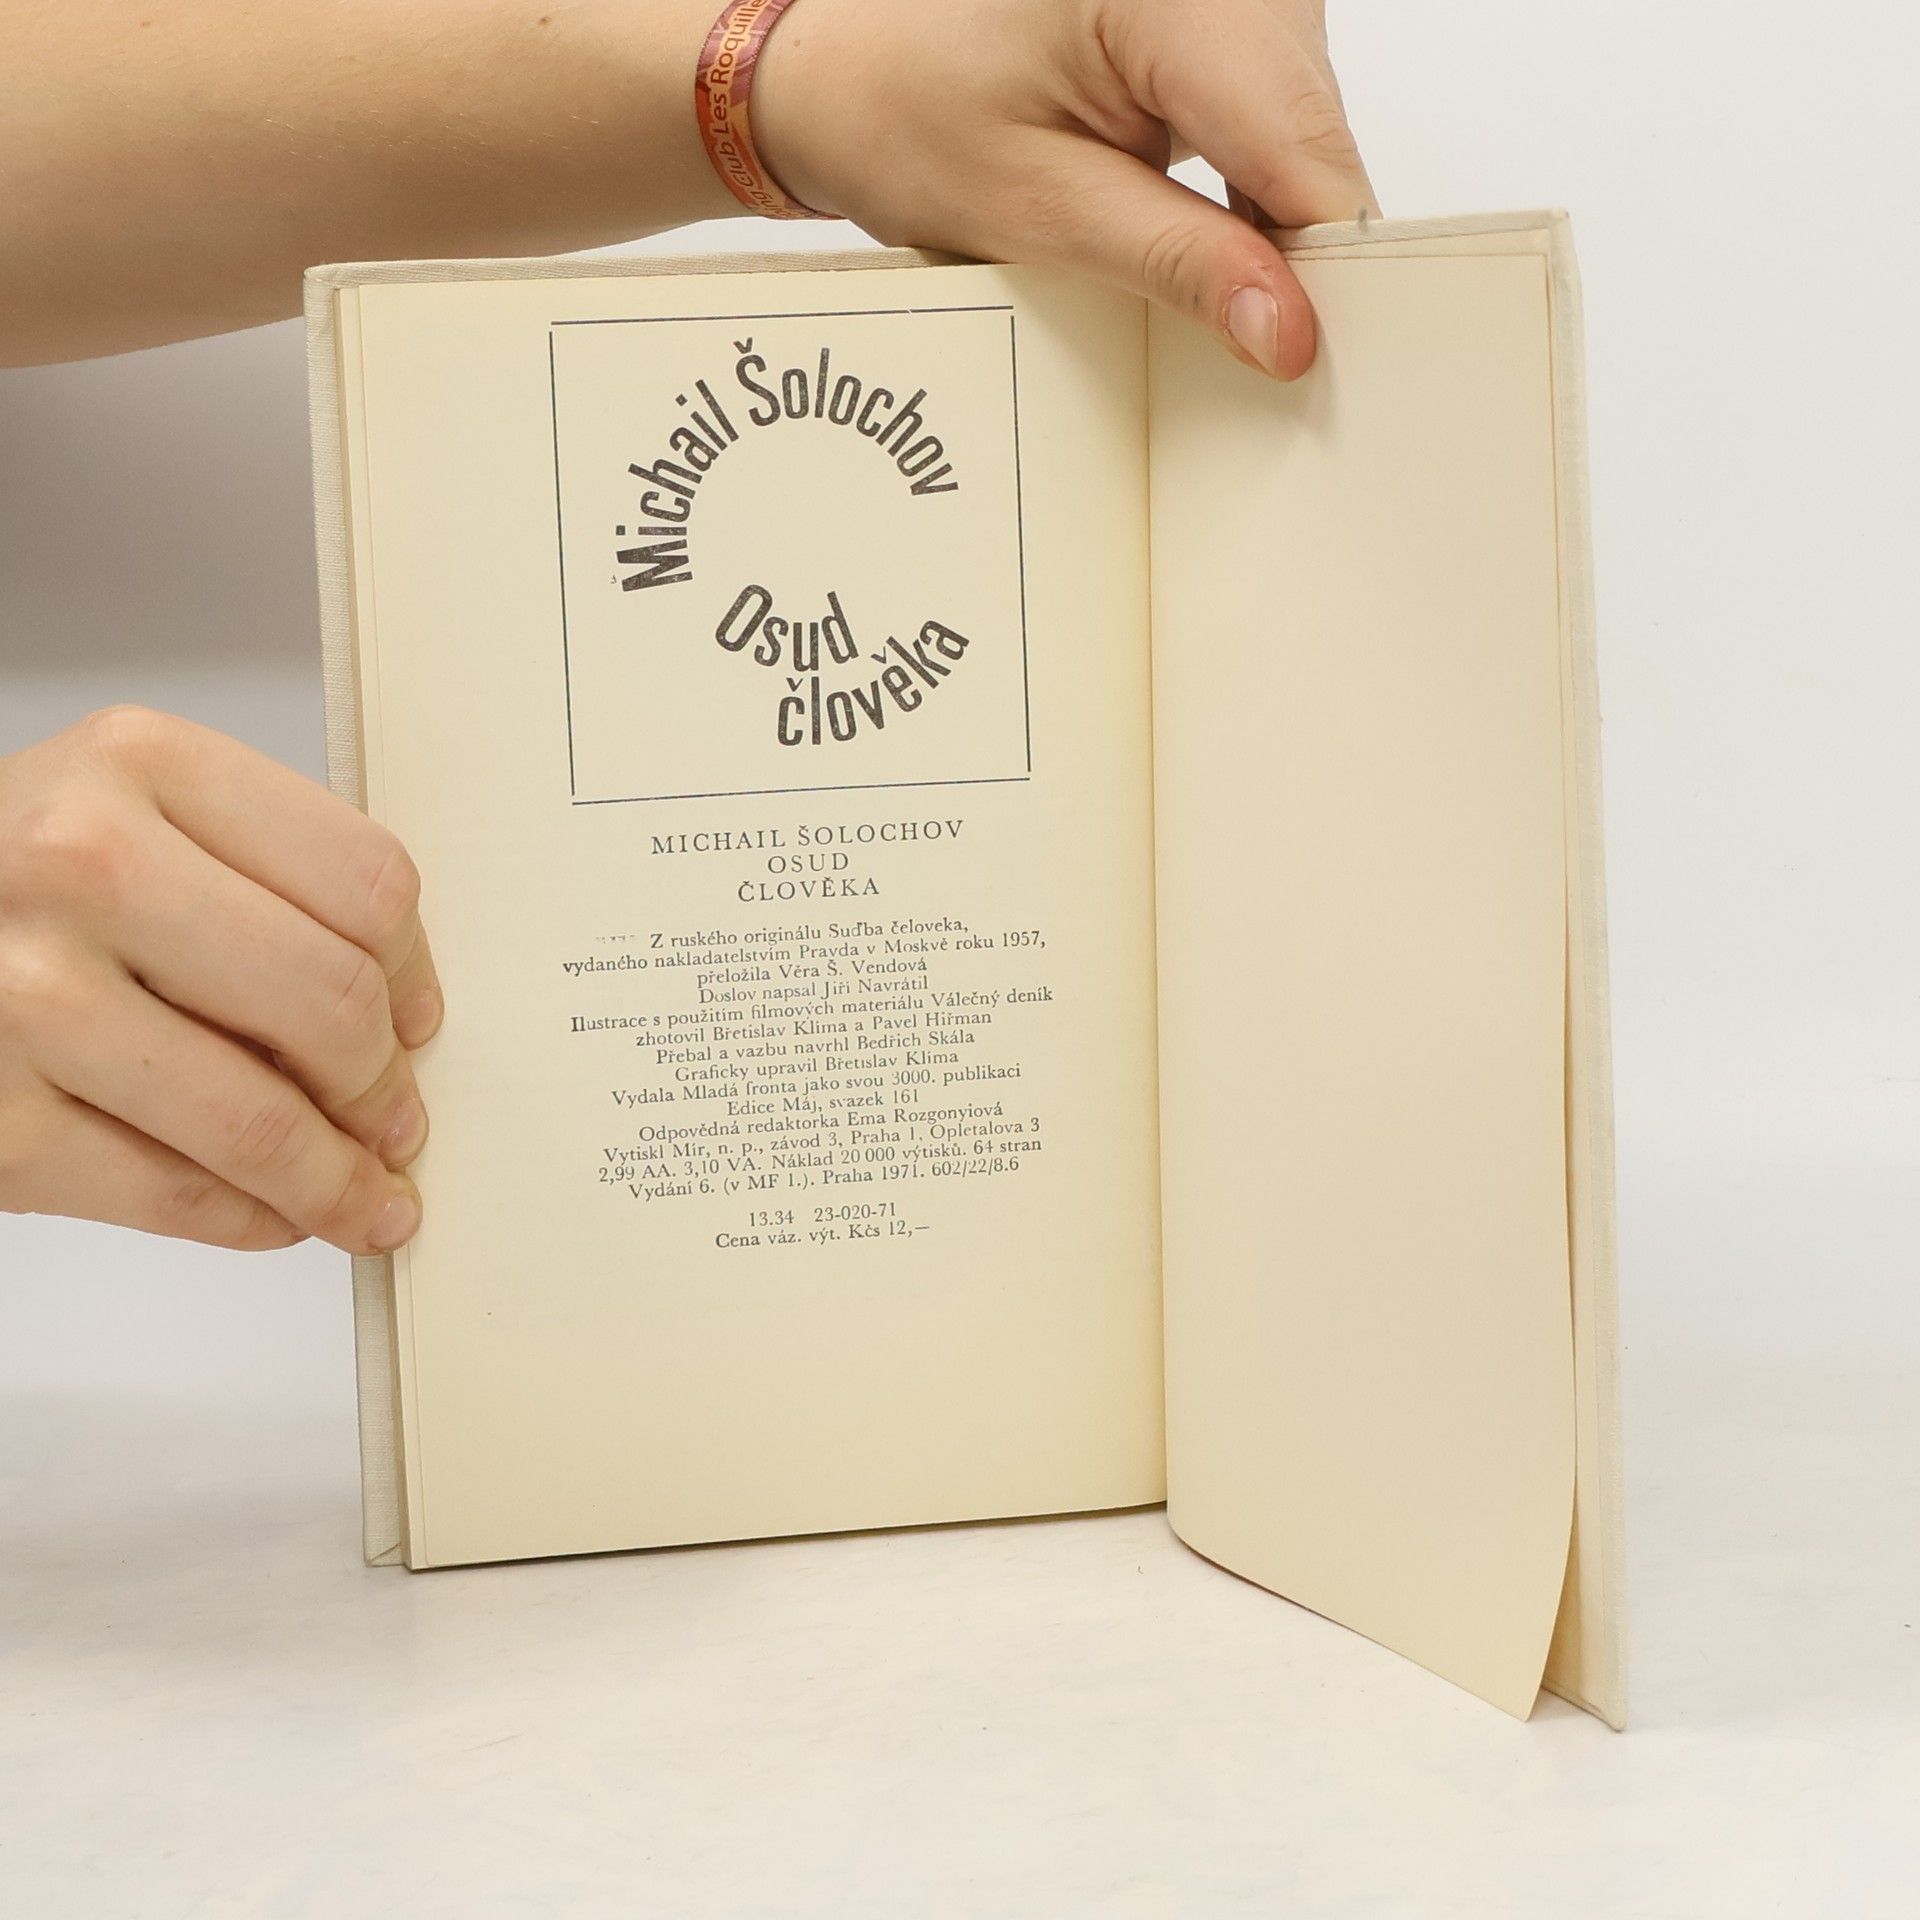 ing Club Les Roquille
Michail Šolochov
Osud
člověka
MICHAIL ŠOLOCHOV
OSUD
ČLOVĚKA
Z ruského originálu Suďba čeloveka,
vydaného nakladatelstvím Pravda v Moskvě roku 1957,
přeložila Věra Š. Vendová
Doslov napsal Jiří Navrátil
Ilustrace s použitím filmových materiálu Válečný deník
zhotovil Břetislav Klíma a Pavel Hiřman
Přebal a vazbu navrhl Bedřich Skála
Graficky upravil Břetislav Klíma
Vydala Mladá fronta jako svou 3000. publikaci
Edice Máj, svazek 161
Odpovědná redaktorka Ema Rozgonyiová
Vytiskl Mír, n. p., závod 3, Praha 1, Opletalova 3
2,99 AA. 3,10 VA. Náklad 20 000 výtisků. 64 stran
Vydání 6. (v MF 1.). Praha 1971. 602/22/8.6
13.34 23-020-71
Cena váz. výt. Kčs 12,—